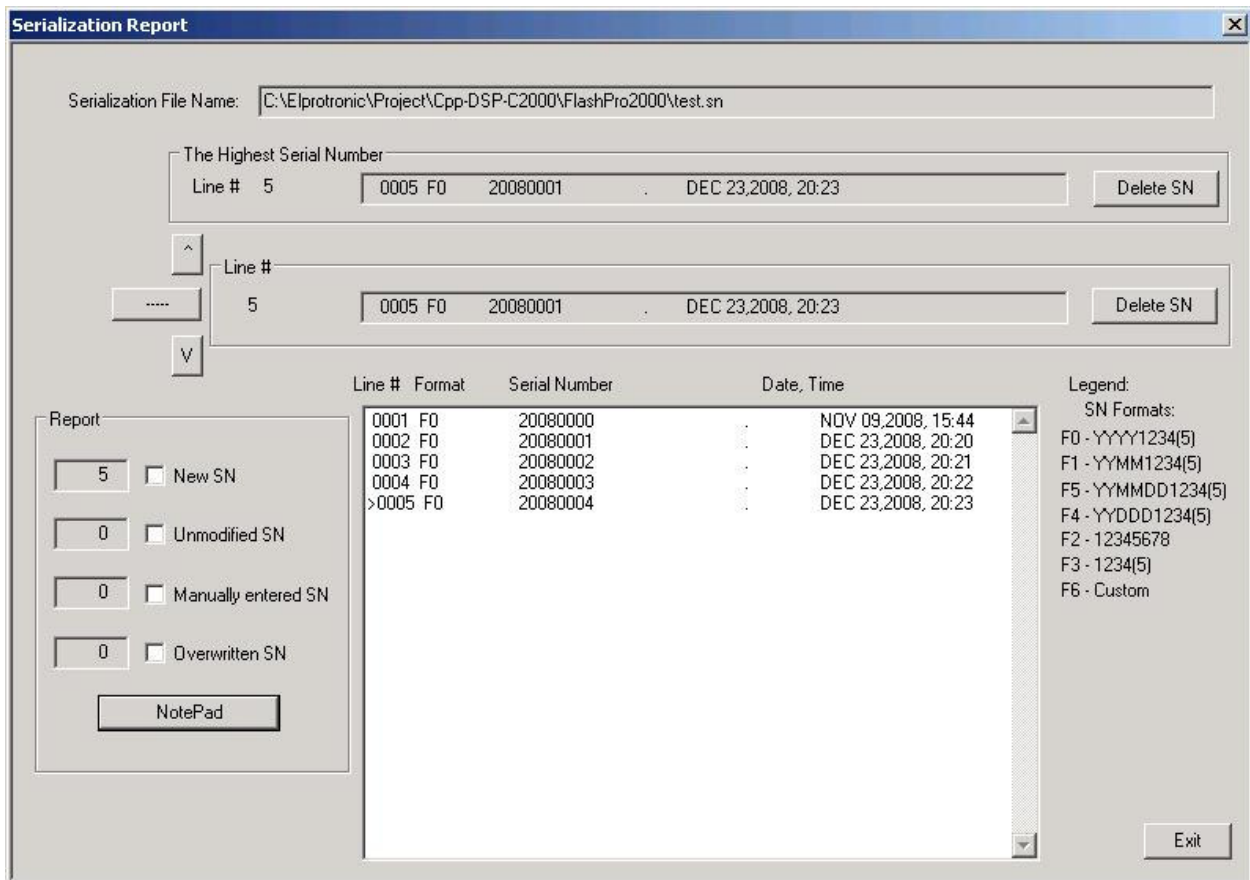 Serialization Report
Serialization File Name: C:\Elprotronic\Project\Cpp-DSP-C2000\FlashPro2000\test.sn
The Highest Serial Number
Line # 5 0005 F0 20080001 . DEC 23,2008, 20:23 Delete SN
^
Line #
----- 5 0005 F0 20080001 . DEC 23,2008, 20:23 Delete SN
V
Line # Format Serial Number Date, Time
0001 F0 20080000 . NOV 09,2008, 15:44
0002 F0 20080001 . DEC 23,2008, 20:20
0003 F0 20080002 . DEC 23,2008, 20:21
0004 F0 20080003 . DEC 23,2008, 20:22
>0005 F0 20080004 . DEC 23,2008, 20:23
Legend:
SN Formats:
F0 - YYYY1234(5)
F1 - YYMM1234(5)
F5 - YYMMDD1234(5)
F4 - YYDDD1234(5)
F2 - 12345678
F3 - 1234(5)
F6 - Custom
Report
5 New SN
0 Unmodified SN
0 Manually entered SN
0 Overwritten SN
NotePad
Exit